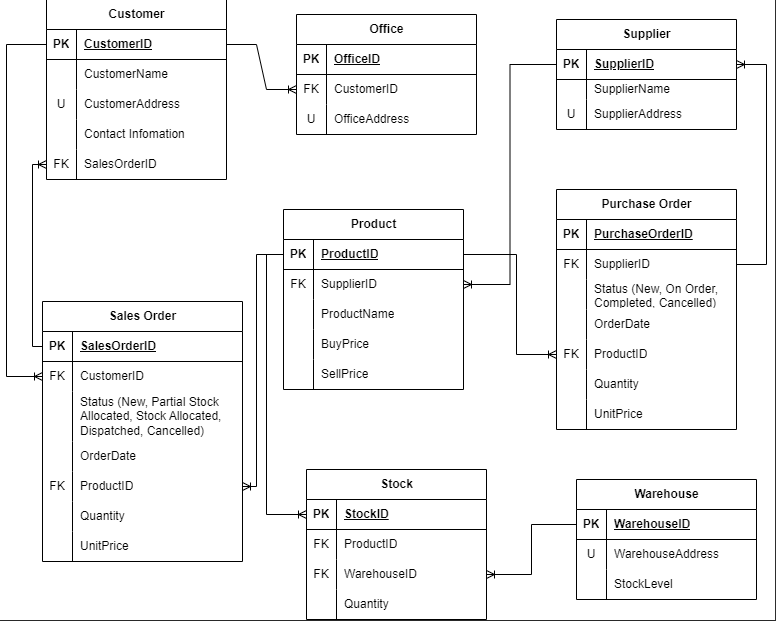 Customer
PK CustomerID
CustomerName
U CustomerAddress
Contact Infomation
FK SalesOrderID
Office
PK OfficeID
FK CustomerID
U OfficeAddress
Supplier
PK SupplierID
SupplierName
U SupplierAddress
Product
PK ProductID
FK SupplierID
ProductName
BuyPrice
SellPrice
Purchase Order
PK PurchaseOrderID
FK SupplierID
Status (New, On Order,
Completed, Cancelled)
OrderDate
FK ProductID
Quantity
UnitPrice
Sales Order
PK SalesOrderID
FK CustomerID
Status (New, Partial Stock
Allocated, Stock Allocated,
Dispatched, Cancelled)
OrderDate
FK ProductID
Quantity
UnitPrice
Stock
PK StockID
FK ProductID
FK WarehouseID
Quantity
Warehouse
PK WarehouseID
U WarehouseAddress
StockLevel